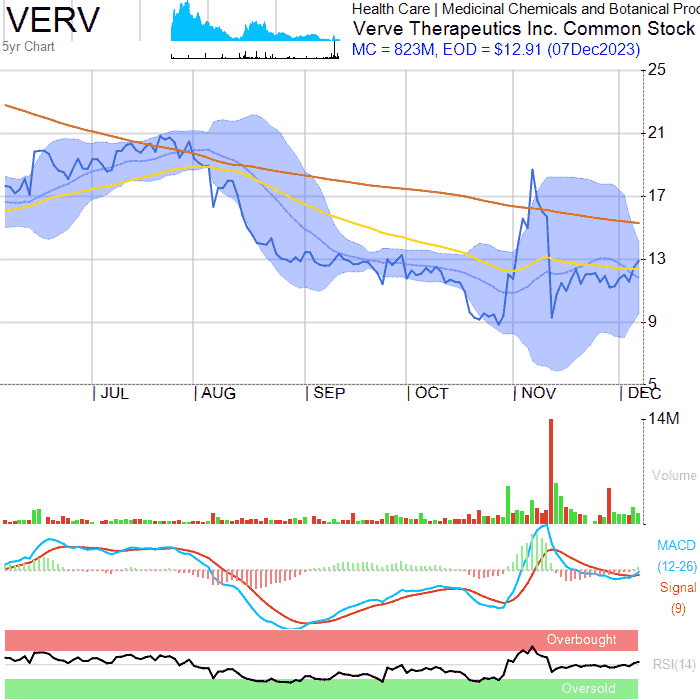 VERV
5yr Chart
Health Care | Medicinal Chemicals and Botanical Prod
Verve Therapeutics Inc. Common Stock
MC = 823M, EOD = $12.91 (07Dec2023)
25
21
17
13
9
5
JUL
AUG
SEP
OCT
NOV
DEC
14M
Volume
MACD
(12-26)
Signal
(9)
Overbought
RSI(14)
Oversold